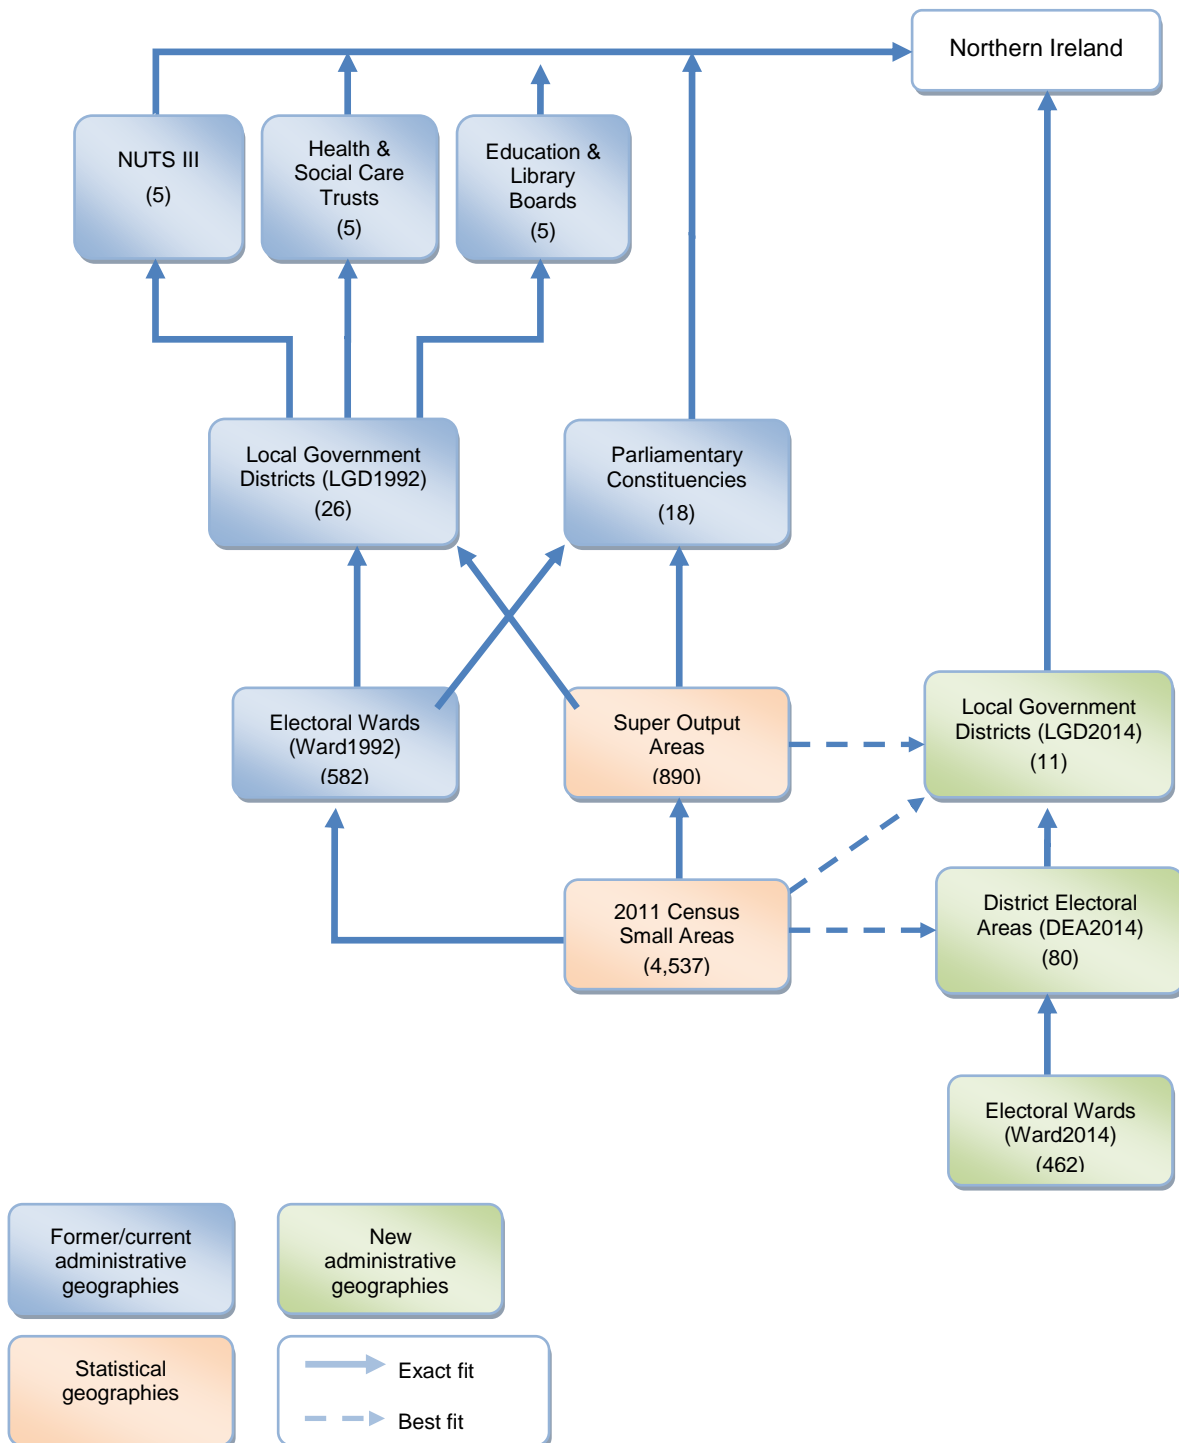 Northern Ireland
NUTS III
(5)
Health &
Social Care
Trusts
(5)
Education &
Library
Boards
(5)
Local Government
Districts (LGD1992)
(26)
Parliamentary
Constituencies
(18)
Electoral Wards
(Ward1992)
(582)
Super Output
Areas
(890)
Local Government
Districts (LGD2014)
(11)
2011 Census
Small Areas
(4,537)
District Electoral
Areas (DEA2014)
(80)
Electoral Wards
(Ward2014)
(462)
Former/current
administrative
geographies
New
administrative
geographies
Statistical
geographies
Exact fit
Best fit